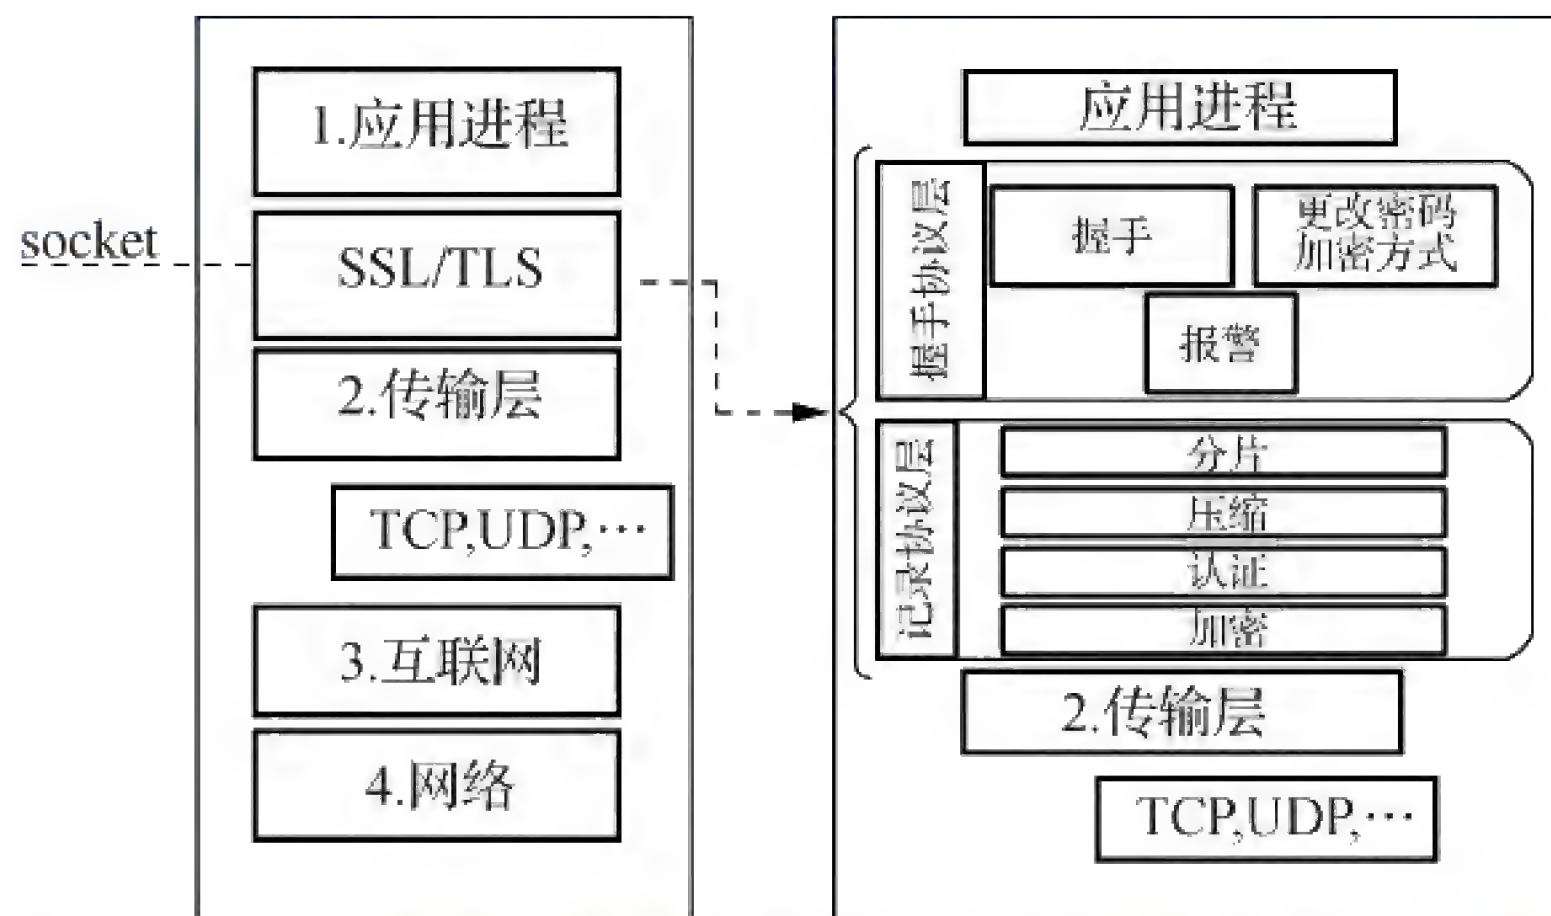 socket
1.应用进程
SSL/TLS
2.传输层
TCP,UDP,…
3.互联网
4.网络
应用进程
握手协议层
握手
更改密码
加密方式
报警
记录协议层
分片
压缩
认证
加密
2.传输层
TCP,UDP,…